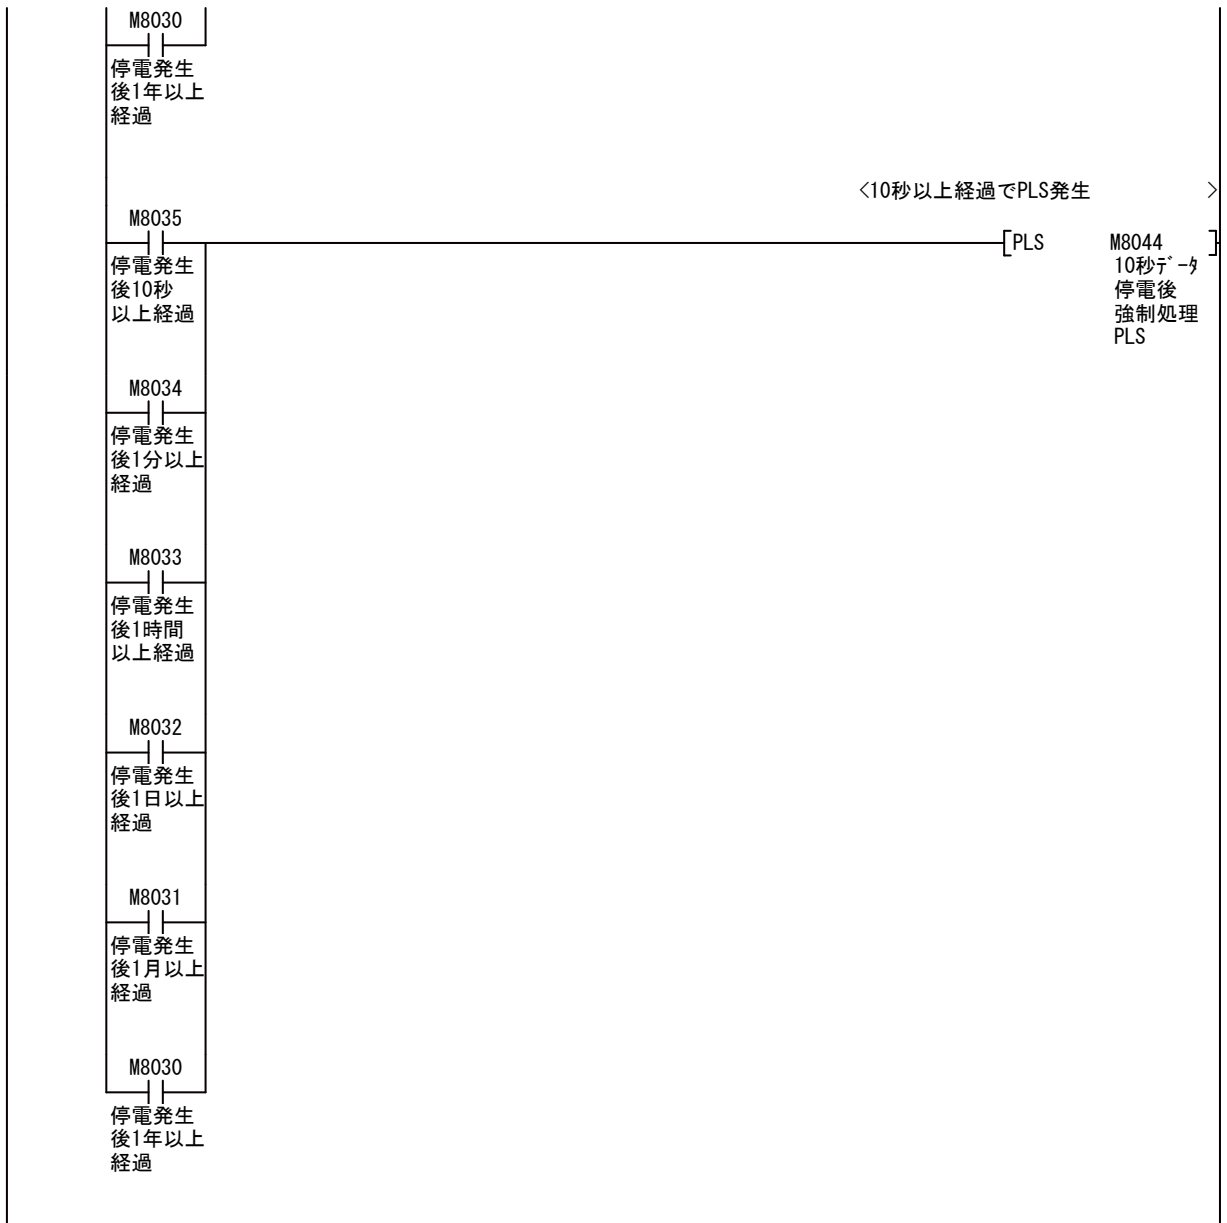 M8030
停電発生
後1年以上
経過
<10秒以上経過でPLS発生 >
M8035
[PLS M8044 ]
停電発生
後10秒
以上経過
10秒ﾃﾞｰﾀ
停電後
強制処理
PLS
M8034
停電発生
後1分以上
経過
M8033
停電発生
後1時間
以上経過
M8032
停電発生
後1日以上
経過
M8031
停電発生
後1月以上
経過
M8030
停電発生
後1年以上
経過